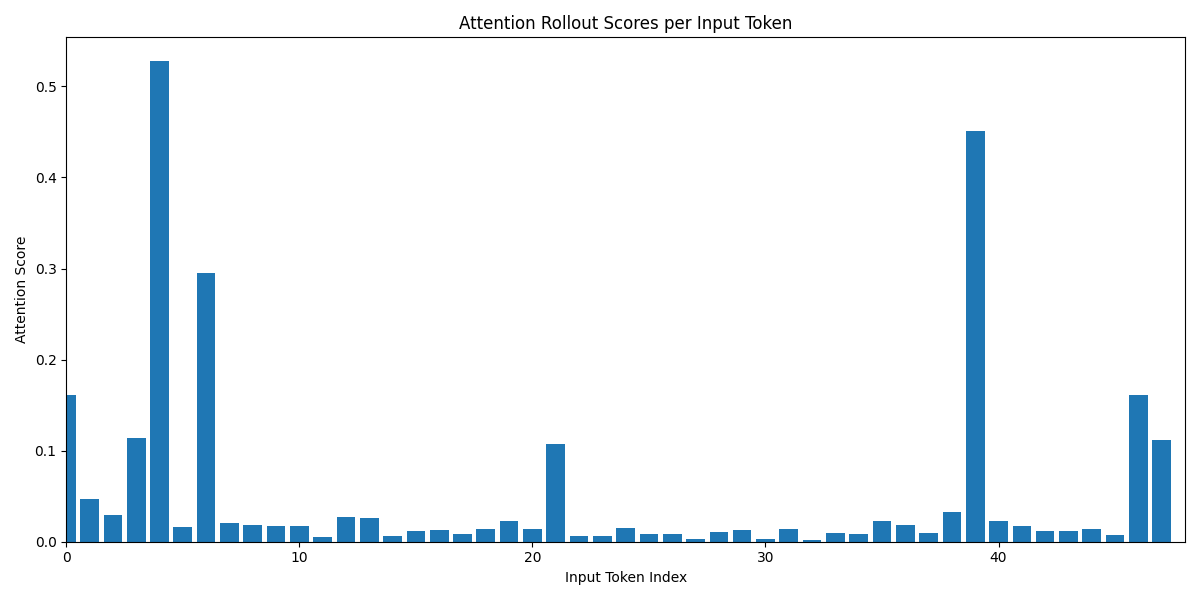 Attention Rollout Scores per Input Token
Attention Score
0.5
0.4
0.3
0.2
0.1
0.0
0 10 20 30 40
Input Token Index